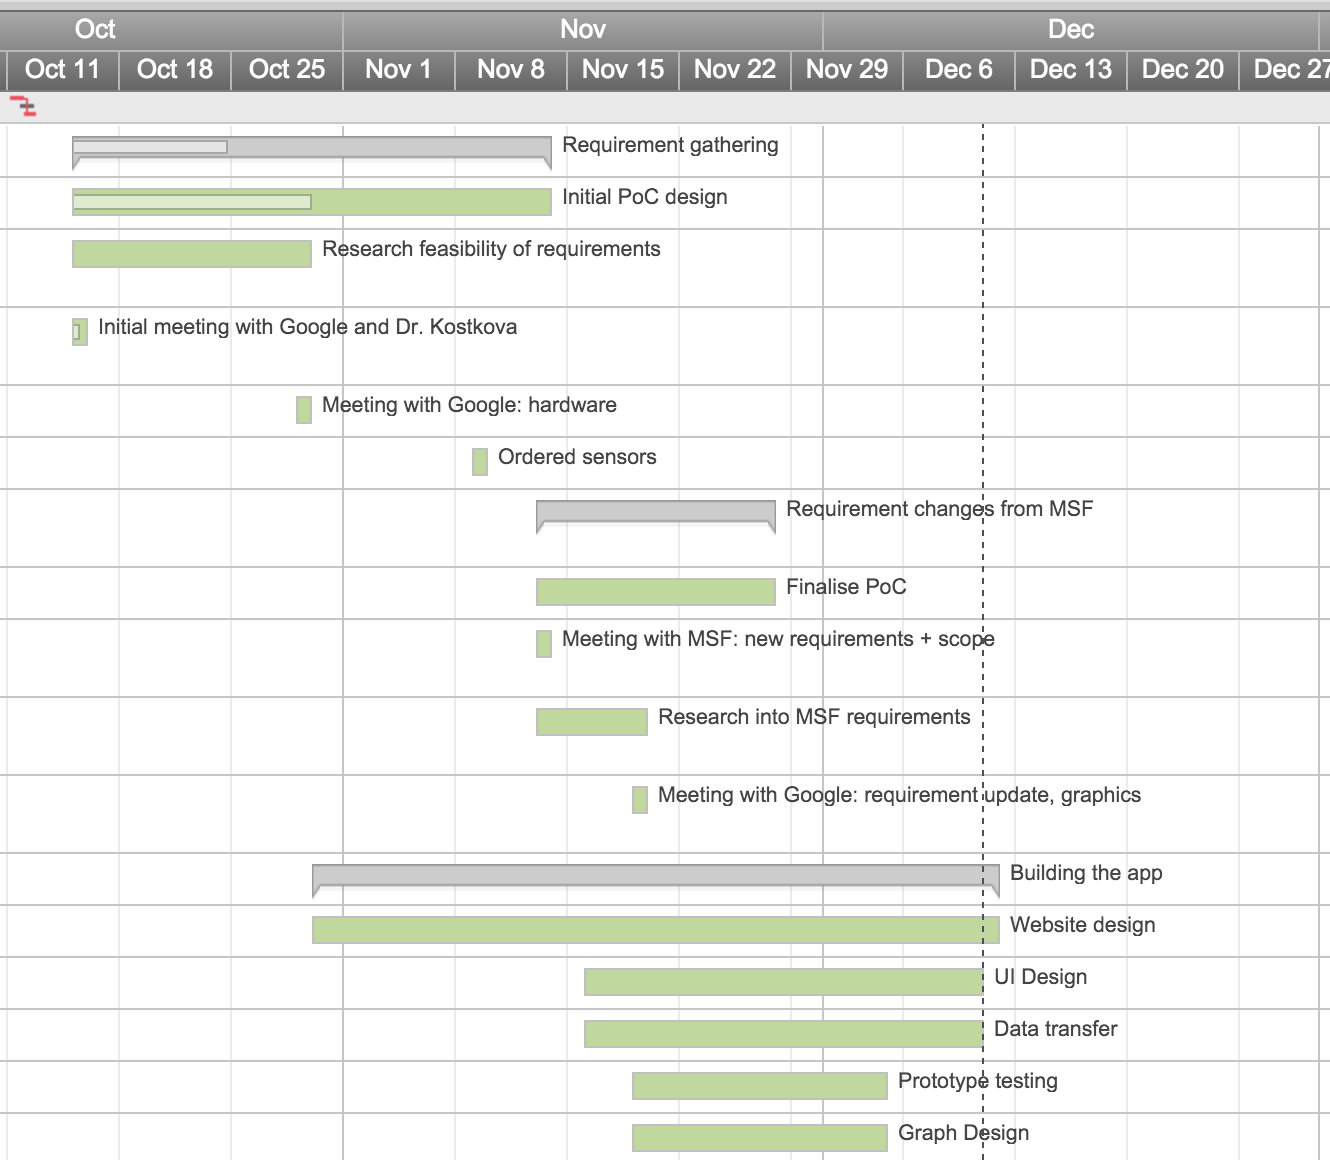 Oct Nov Dec
Oct 11 Oct 18 Oct 25 Nov 1 Nov 8 Nov 15 Nov 22 Nov 29 Dec 6 Dec 13 Dec 20 Dec 27
Requirement gathering
Initial PoC design
Research feasibility of requirements
Initial meeting with Google and Dr. Kostkova
Meeting with Google: hardware
Ordered sensors
Requirement changes from MSF
Finalise PoC
Meeting with MSF: new requirements + scope
Research into MSF requirements
Meeting with Google: requirement update, graphics
Building the app
Website design
UI Design
Data transfer
Prototype testing
Graph Design